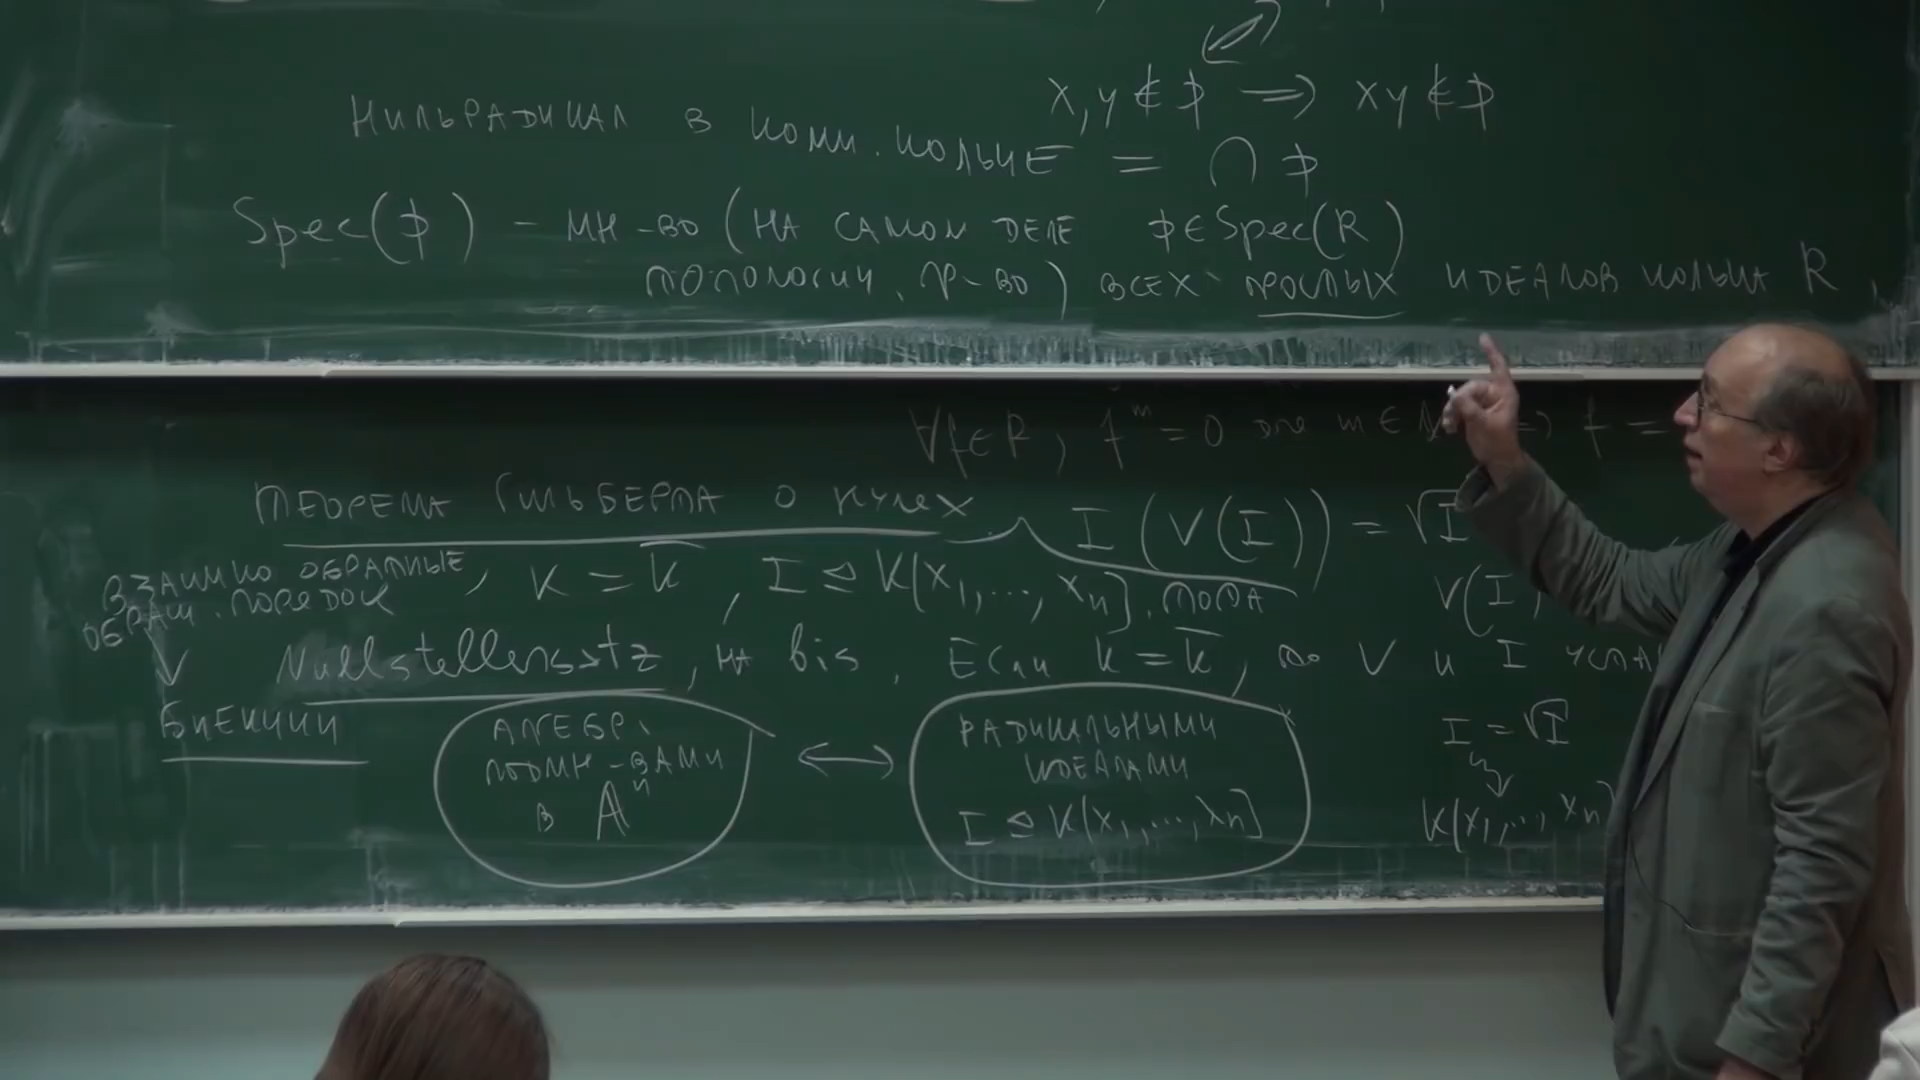 x, y ∉ 𝔭 ⟹ xy ∉ 𝔭
Нильрадикал в комм. кольце = ∩ 𝔭
Spec(𝔭) – мн-во (на самом деле 𝔭 ∈ Spec(R)
топологич. пр-во) всех простых идеалов кольца R,
∀f∈R, f^m = 0 для m ∈ ⟹ f =
Теорема Гильберта о нулях. I(V(I)) = √I
взаимно обратные, K = K̅, I ⊴ K[x₁,...,xₙ]. тогда V(I)
обращ. порядок
Nullstellensatz, на bis, Если K = K̅, то V и I
биекции
алгебр. подмн-вами в 𝔸ⁿ ⟷ радикальными идеалами I ⊴ K[x₁,...,xₙ]
I = √I
K[x₁,...,xₙ]